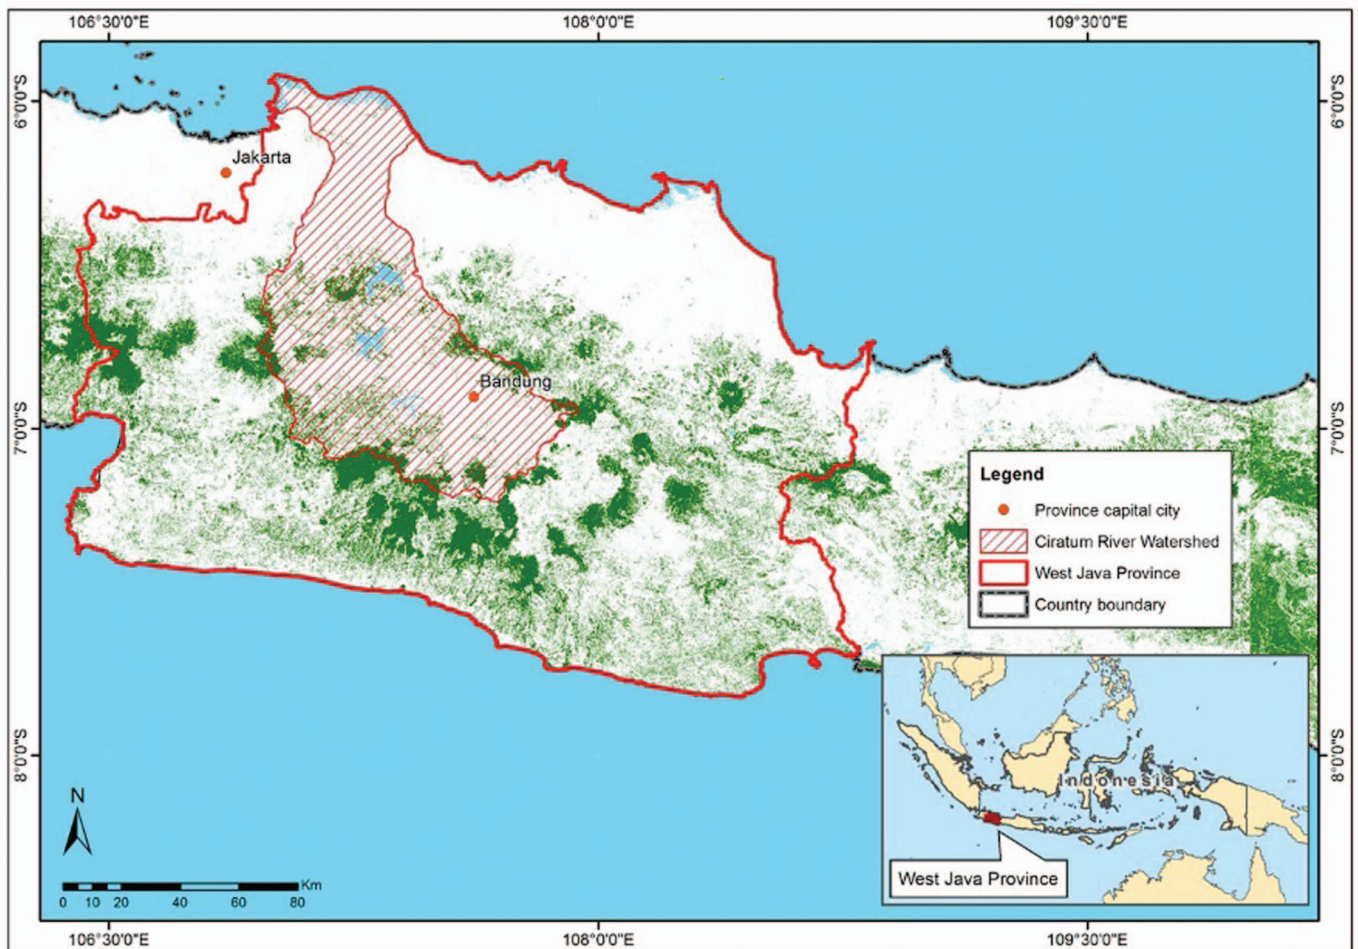 106°30'0"E 108°0'0"E 109°30'0"E
6°0'0"S 6°0'0"S
Jakarta
Bandung
7°0'0"S 7°0'0"S
Legend
Province capital city
Ciratum River Watershed
West Java Province
Country boundary
8°0'0"S 8°0'0"S
Indonesia
West Java Province
N
Km
0 10 20 40 60 80
106°30'0"E 108°0'0"E 109°30'0"E